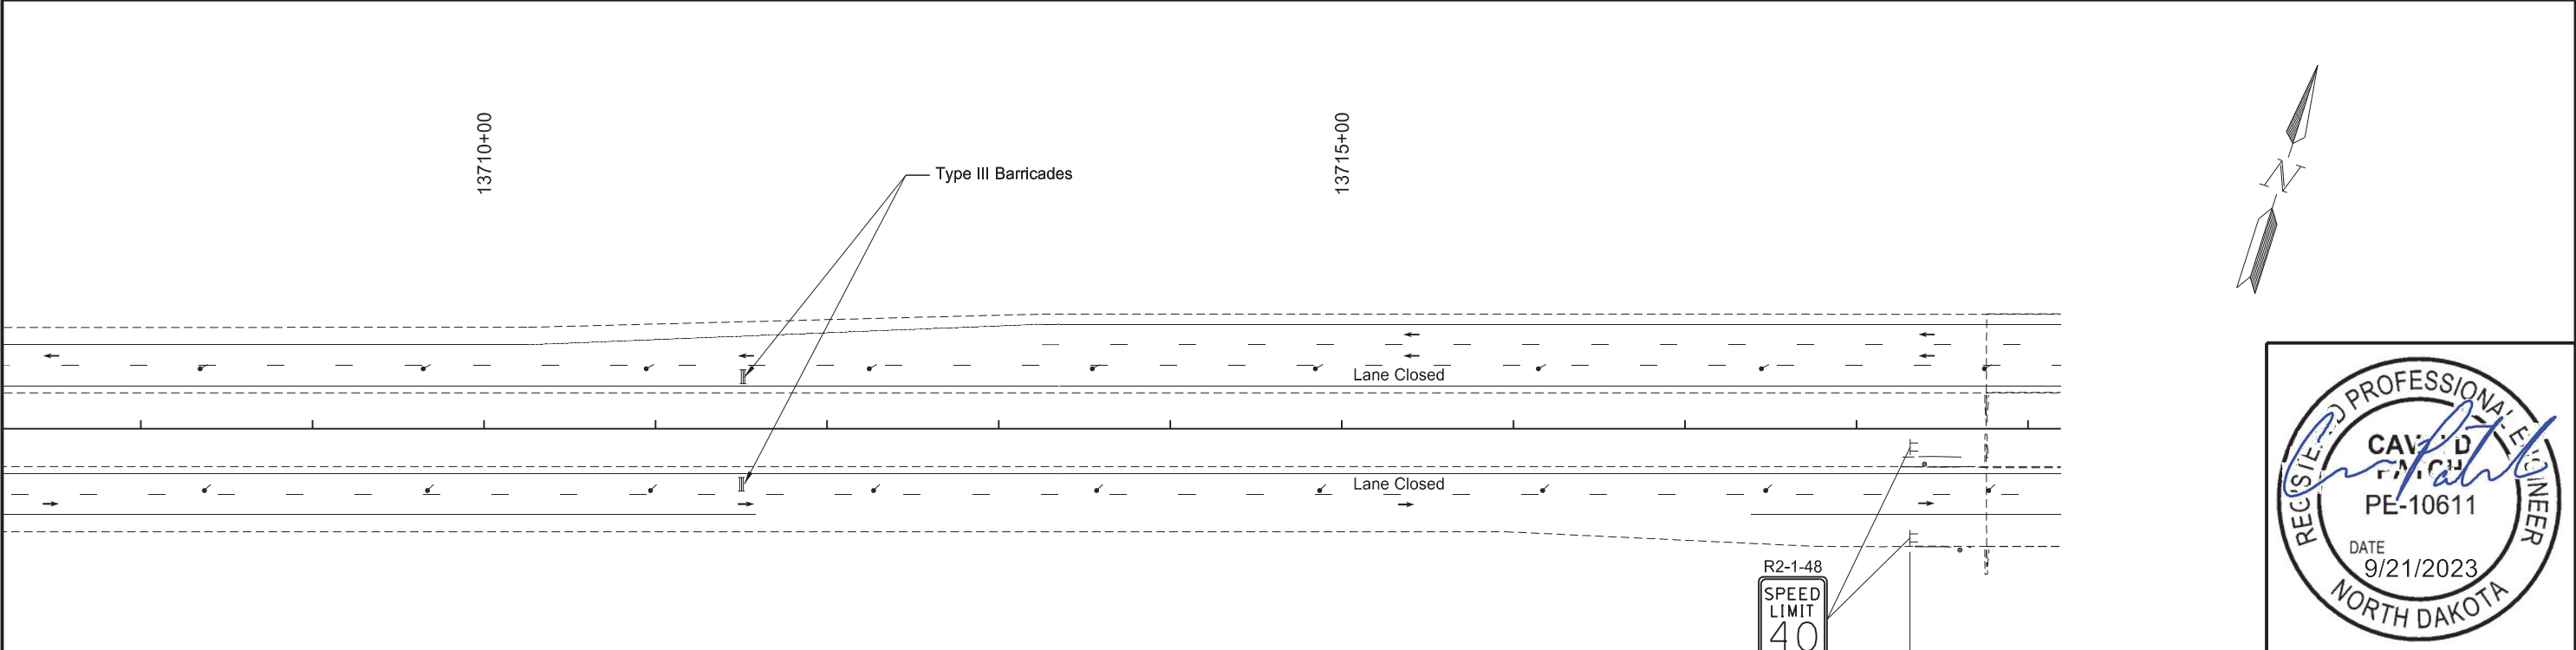 13710+00
13715+00
Type III Barricades
N
Lane Closed
Lane Closed
R2-1-48
SPEED
LIMIT
40
PROFESSIONAL
NORTH DAKOTA
PE-10611
DATE
9/21/2023